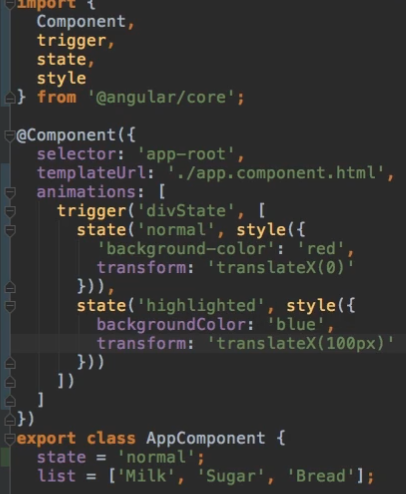 import {
Component,
trigger,
state,
style
} from '@angular/core';
@Component({
selector: 'app-root',
templateUrl: './app.component.html',
animations: [
trigger('divState', [
state('normal', style({
'background-color': 'red',
transform: 'translateX(0)'
})),
state('highlighted', style({
backgroundColor: 'blue',
transform: 'translateX(100px)'
}))
])
]
})
export class AppComponent {
state = 'normal';
list = ['Milk', 'Sugar', 'Bread'];